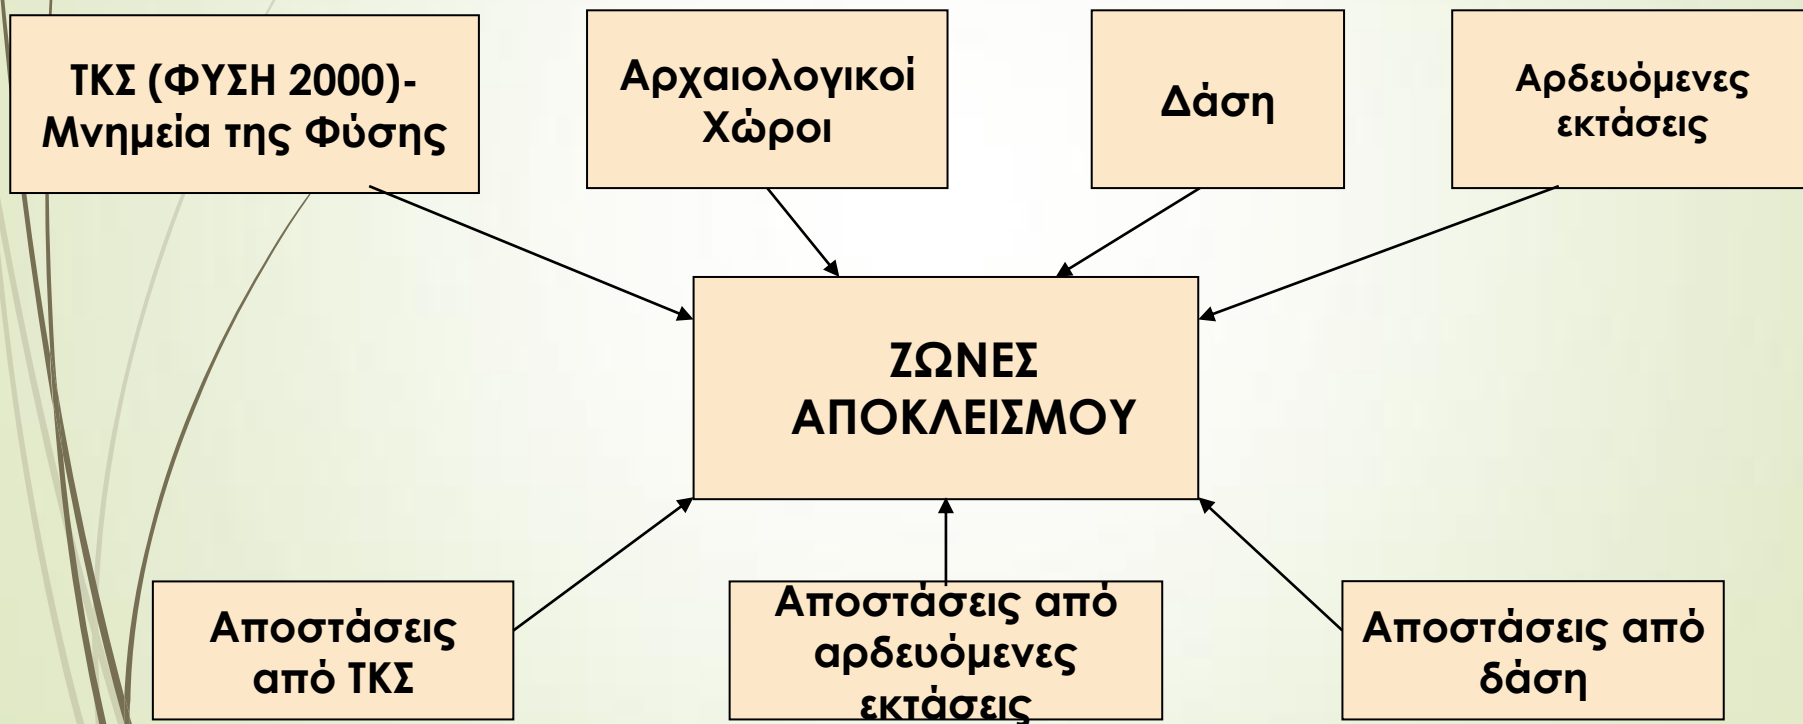 ΤΚΣ (ΦΥΣΗ 2000)-
Μνημεία της Φύσης
Αρχαιολογικοί
Χώροι
Δάση
Αρδευόμενες
εκτάσεις
ΖΩΝΕΣ
ΑΠΟΚΛΕΙΣΜΟΥ
Αποστάσεις
από ΤΚΣ
Αποστάσεις από
αρδευόμενες
εκτάσεις
Αποστάσεις από
δάση